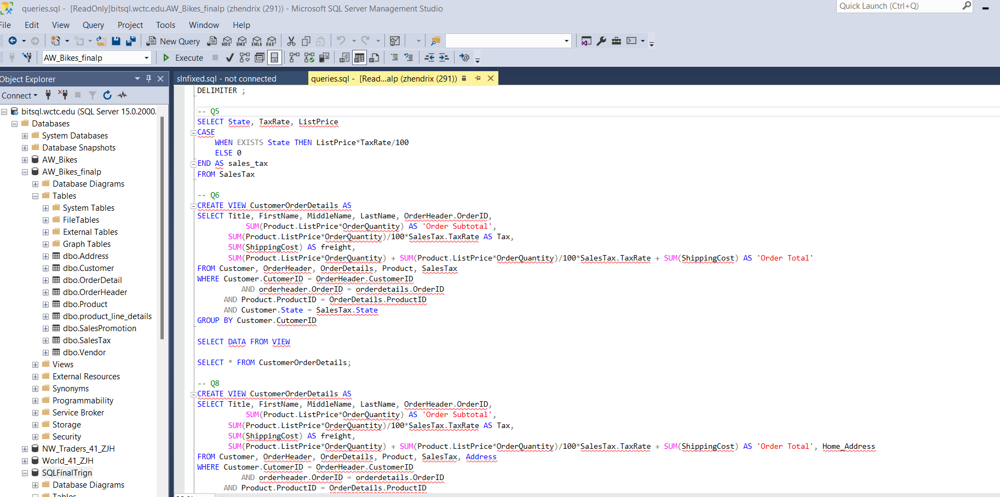 queries.sql - [ReadOnly]bitsql.wctc.edu.AW_Bikes_finalp (zhendrix (291)) - Microsoft SQL Server Management Studio
Quick Launch (Ctrl+Q)
File Edit View Query Project Tools Window Help
New Query MDX DMX XMLA DAX
AW_Bikes_finalp Execute
Object Explorer
Connect
bitsql.wctc.edu (SQL Server 15.0.2000.
Databases
System Databases
Database Snapshots
AW_Bikes
AW_Bikes_finalp
Database Diagrams
Tables
System Tables
FileTables
External Tables
Graph Tables
dbo.Address
dbo.Customer
dbo.OrderDetail
dbo.OrderHeader
dbo.Product
dbo.product_line_details
dbo.SalesPromotion
dbo.SalesTax
dbo.Vendor
Views
External Resources
Synonyms
Programmability
Service Broker
Storage
Security
NW_Traders_41_ZJH
World_41_ZJH
SQLFinalTrign
Database Diagrams
Tables
slnfixed.sql - not connected
queries.sql - [Read...alp (zhendrix (291))
DELIMITER ;
-- Q5
SELECT State, TaxRate, ListPrice
CASE
WHEN EXISTS State THEN ListPrice*TaxRate/100
ELSE 0
END AS sales_tax
FROM SalesTax
-- Q6
CREATE VIEW CustomerOrderDetails AS
SELECT Title, FirstName, MiddleName, LastName, OrderHeader.OrderID,
SUM(Product.ListPrice*OrderQuantity) AS 'Order Subtotal',
SUM(Product.ListPrice*OrderQuantity)/100*SalesTax.TaxRate AS Tax,
SUM(ShippingCost) AS freight,
SUM(Product.ListPrice*OrderQuantity) + SUM(Product.ListPrice*OrderQuantity)/100*SalesTax.TaxRate + SUM(ShippingCost) AS 'Order Total'
FROM Customer, OrderHeader, OrderDetails, Product, SalesTax
WHERE Customer.CutomerID = OrderHeader.CustomerID
AND orderheader.OrderID = orderdetails.OrderID
AND Product.ProductID = OrderDetails.ProductID
AND Customer.State = SalesTax.State
GROUP BY Customer.CutomerID
SELECT DATA FROM VIEW
SELECT * FROM CustomerOrderDetails;
-- Q8
CREATE VIEW CustomerOrderDetails AS
SELECT Title, FirstName, MiddleName, LastName, OrderHeader.OrderID,
SUM(Product.ListPrice*OrderQuantity) AS 'Order Subtotal',
SUM(Product.ListPrice*OrderQuantity)/100*SalesTax.TaxRate AS Tax,
SUM(ShippingCost) AS freight,
SUM(Product.ListPrice*OrderQuantity) + SUM(Product.ListPrice*OrderQuantity)/100*SalesTax.TaxRate + SUM(ShippingCost) AS 'Order Total', Home_Address
FROM Customer, OrderHeader, OrderDetails, Product, SalesTax, Address
WHERE Customer.CutomerID = OrderHeader.CustomerID
AND orderheader.OrderID = orderdetails.OrderID
AND Product.ProductID = OrderDetails.ProductID